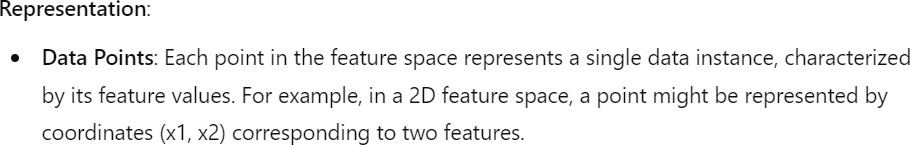 Representation:
• Data Points: Each point in the feature space represents a single data instance, characterized
by its feature values. For example, in a 2D feature space, a point might be represented by
coordinates (x1, x2) corresponding to two features.